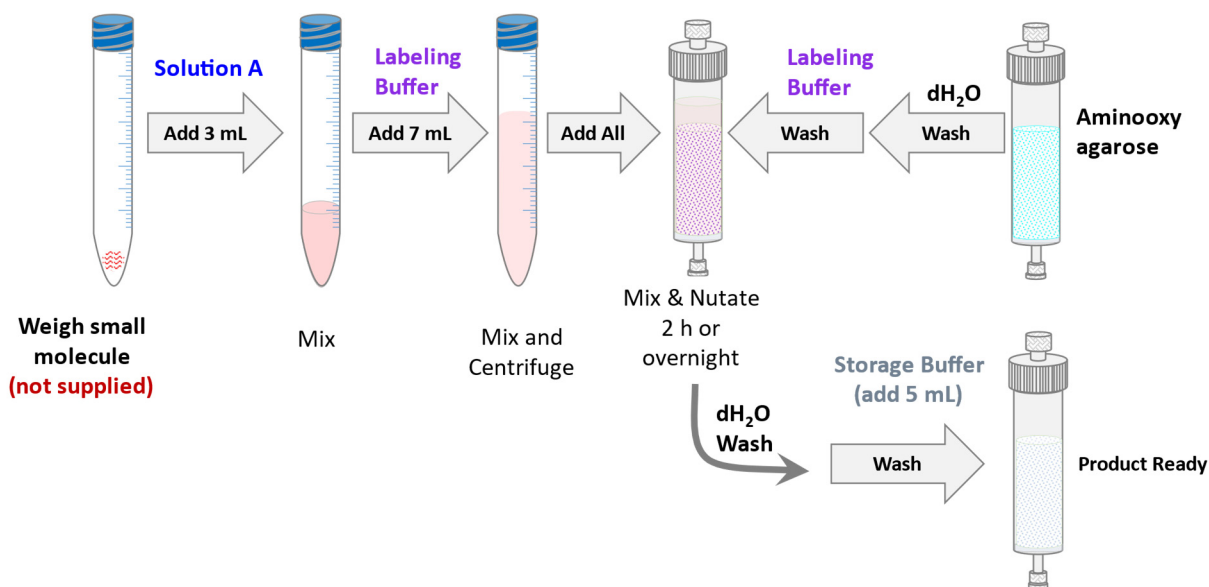 Solution A
Add 3 mL
Labeling
Buffer
Add 7 mL
Add All
Labeling
Buffer
Wash
dH₂O
Wash
Aminooxy
agarose
Weigh small
molecule
(not supplied)
Mix
Mix and
Centrifuge
Mix & Nutate
2 h or
overnight
dH₂O
Wash
Storage Buffer
(add 5 mL)
Wash
Product Ready